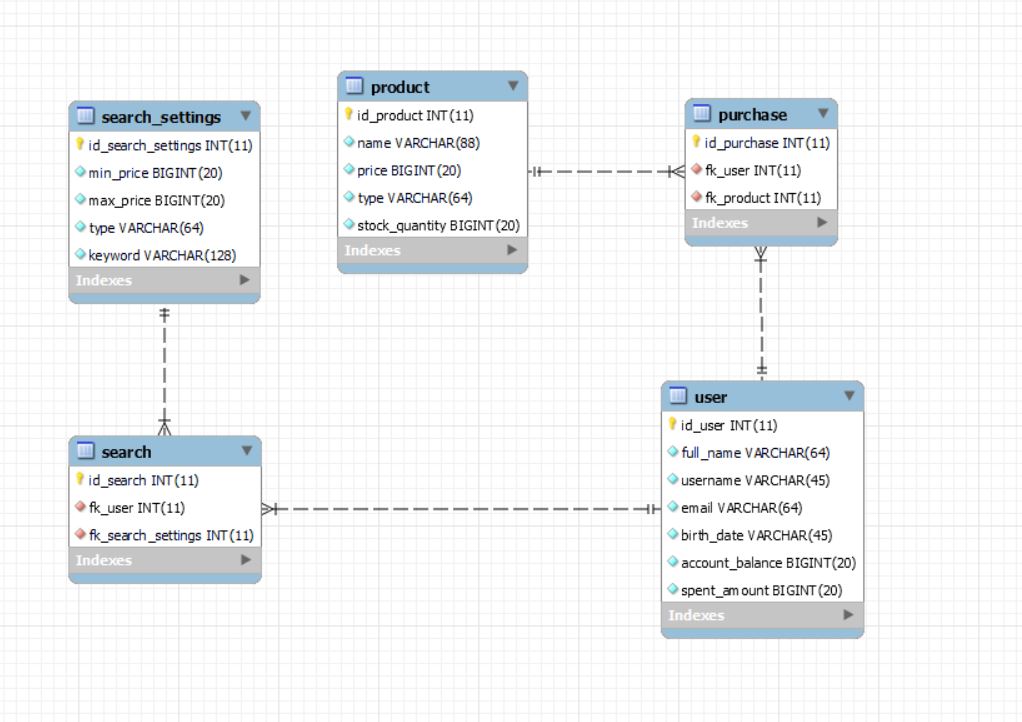 search_settings
id_search_settings INT(11)
min_price BIGINT(20)
max_price BIGINT(20)
type VARCHAR(64)
keyword VARCHAR(128)
Indexes
product
id_product INT(11)
name VARCHAR(88)
price BIGINT(20)
type VARCHAR(64)
stock_quantity BIGINT(20)
Indexes
purchase
id_purchase INT(11)
fk_user INT(11)
fk_product INT(11)
Indexes
search
id_search INT(11)
fk_user INT(11)
fk_search_settings INT(11)
Indexes
user
id_user INT(11)
full_name VARCHAR(64)
username VARCHAR(45)
email VARCHAR(64)
birth_date VARCHAR(45)
account_balance BIGINT(20)
spent_amount BIGINT(20)
Indexes